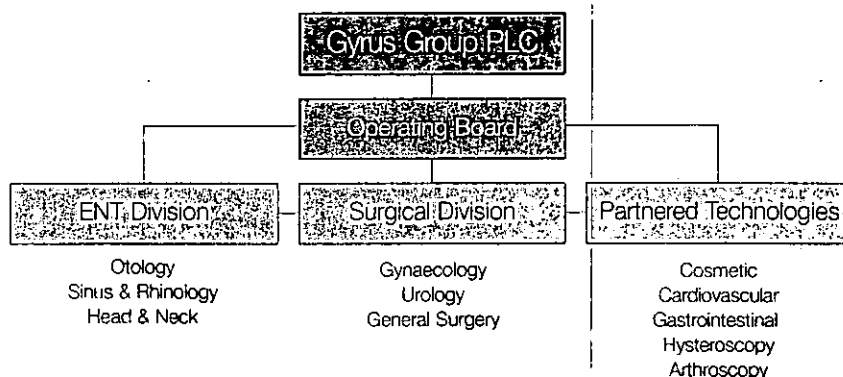 Gyrus Group PLC
Operating Board
ENT Division
Surgical Division
Partnered Technologies
Otology
Sinus & Rhinology
Head & Neck
Gynaecology
Urology
General Surgery
Cosmetic
Cardiovascular
Gastrointestinal
Hysteroscopy
Arthroscopy